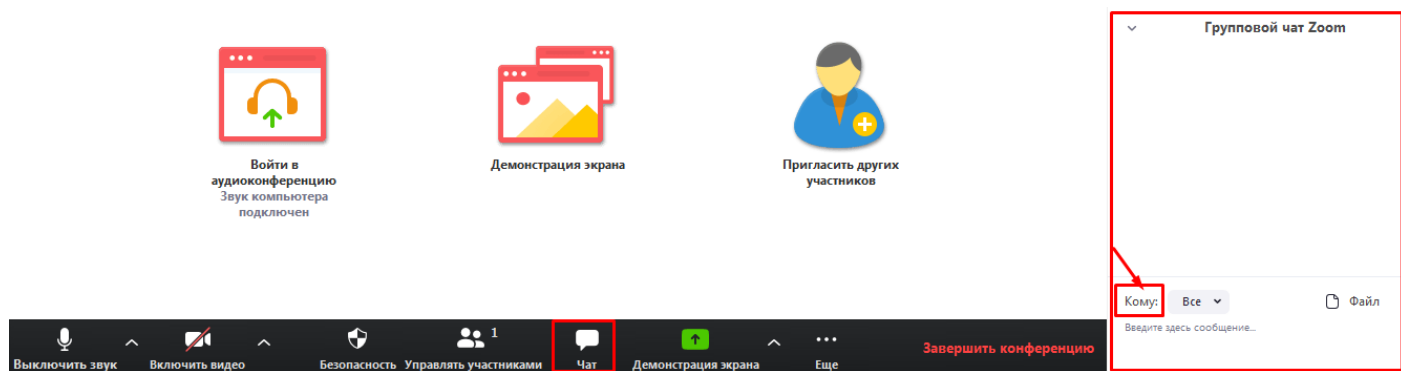 Групповой чат Zoom
Войти в
аудиоконференцию
Звук компьютера
подключен
Демонстрация экрана
Пригласить других
участников
Кому: Все Файл
Введите здесь сообщение...
1
Выключить звук Включить видео Безопасность Управлять участниками Чат Демонстрация экрана Еще Завершить конференцию